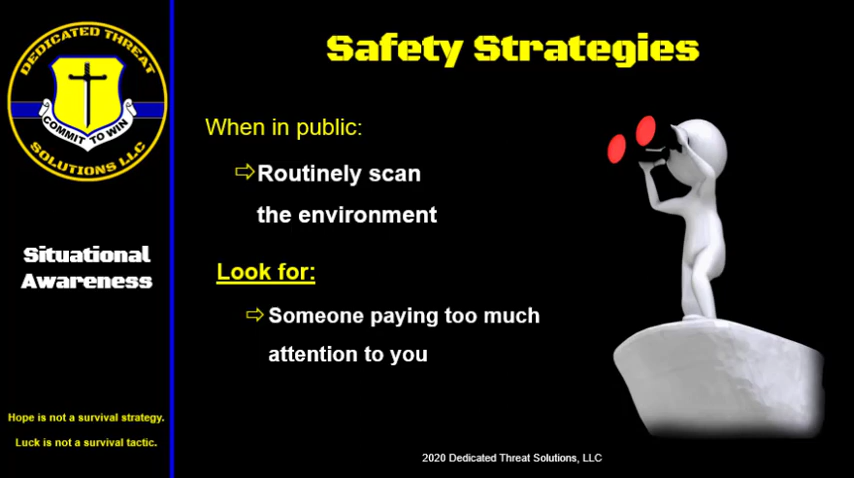 DEDICATED THREAT
COMMIT TO WIN
SOLUTIONS LLC
Situational
Awareness
Hope is not a survival strategy.
Luck is not a survival tactic.
Safety Strategies
When in public:
⇨Routinely scan
the environment
Look for:
⇨Someone paying too much
attention to you
2020 Dedicated Threat Solutions, LLC